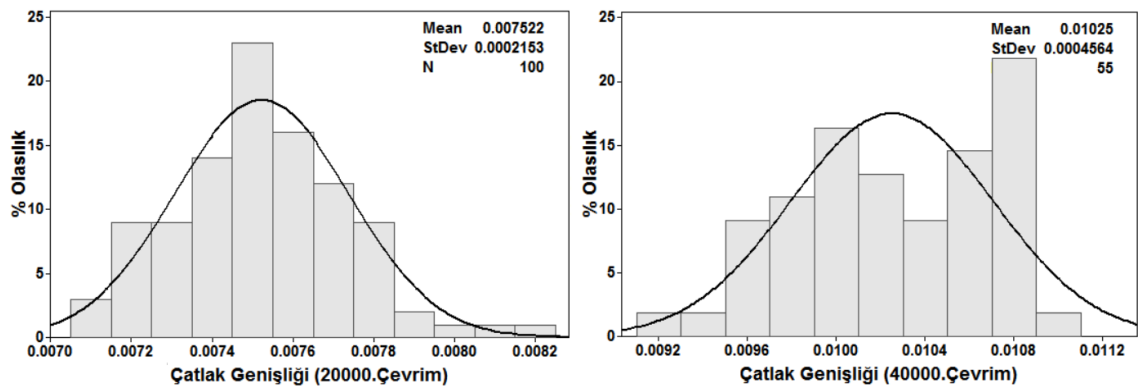 25
20
15
10
5
0
% Olasılık
Mean 0.007522
StDev 0.0002153
N 100
0.0070 0.0072 0.0074 0.0076 0.0078 0.0080 0.0082
Çatlak Genişliği (20000.Çevrim)
25
20
15
10
5
0
% Olasılık
Mean 0.01025
StDev 0.0004564
55
0.0092 0.0096 0.0100 0.0104 0.0108 0.0112
Çatlak Genişliği (40000.Çevrim)